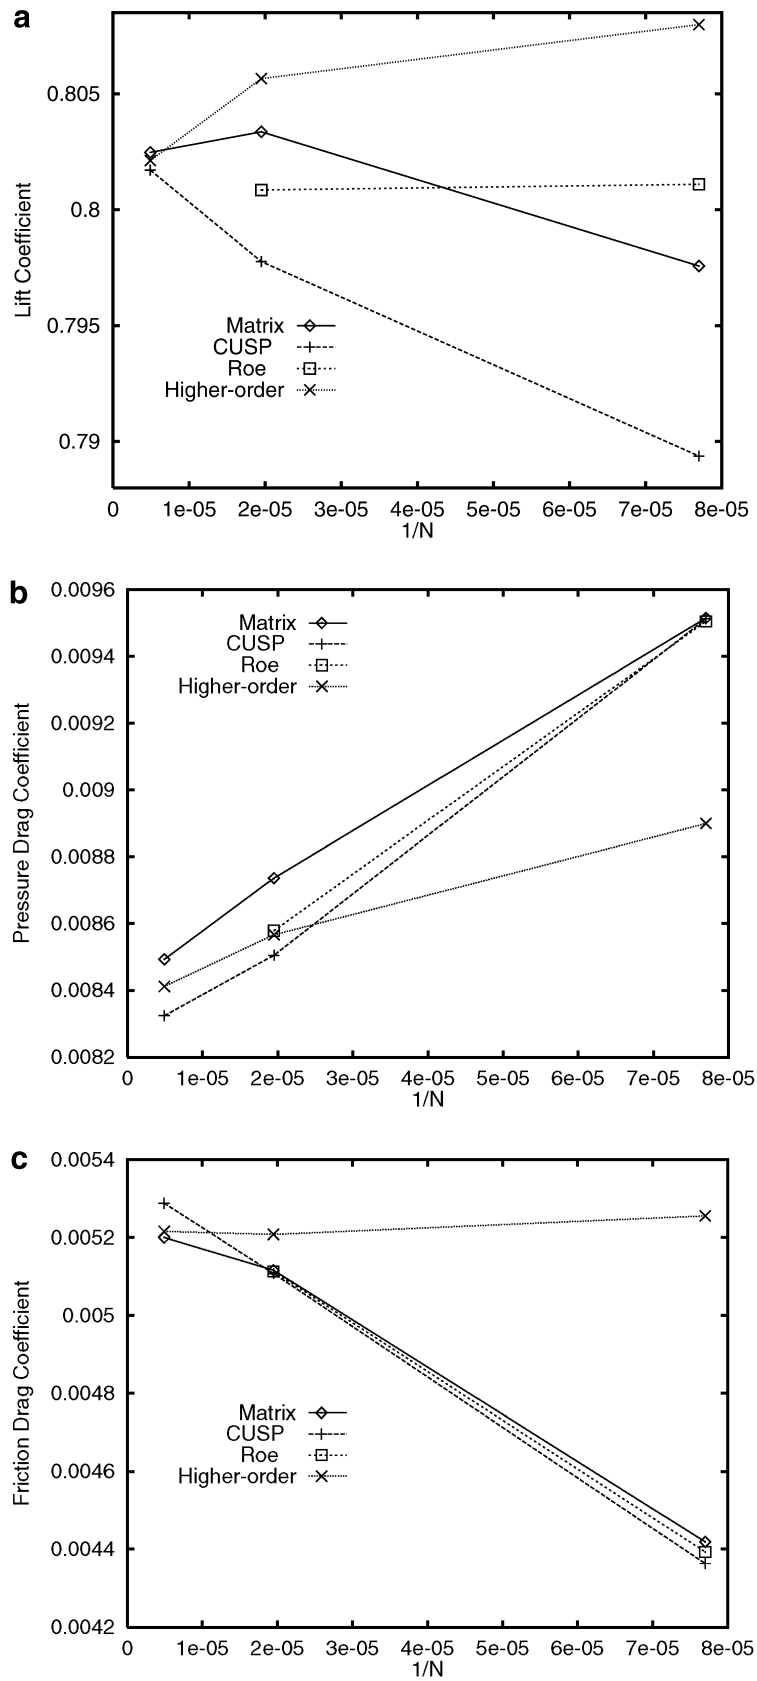 a
0.805
0.8
0.795
0.79
Lift Coefficient
Matrix
CUSP
Roe
Higher-order
0 1e-05 2e-05 3e-05 4e-05 5e-05 6e-05 7e-05 8e-05
1/N
b
0.0096
0.0094
0.0092
0.009
0.0088
0.0086
0.0084
0.0082
Pressure Drag Coefficient
Matrix
CUSP
Roe
Higher-order
0 1e-05 2e-05 3e-05 4e-05 5e-05 6e-05 7e-05 8e-05
1/N
c
0.0054
0.0052
0.005
0.0048
0.0046
0.0044
0.0042
Friction Drag Coefficient
Matrix
CUSP
Roe
Higher-order
0 1e-05 2e-05 3e-05 4e-05 5e-05 6e-05 7e-05 8e-05
1/N